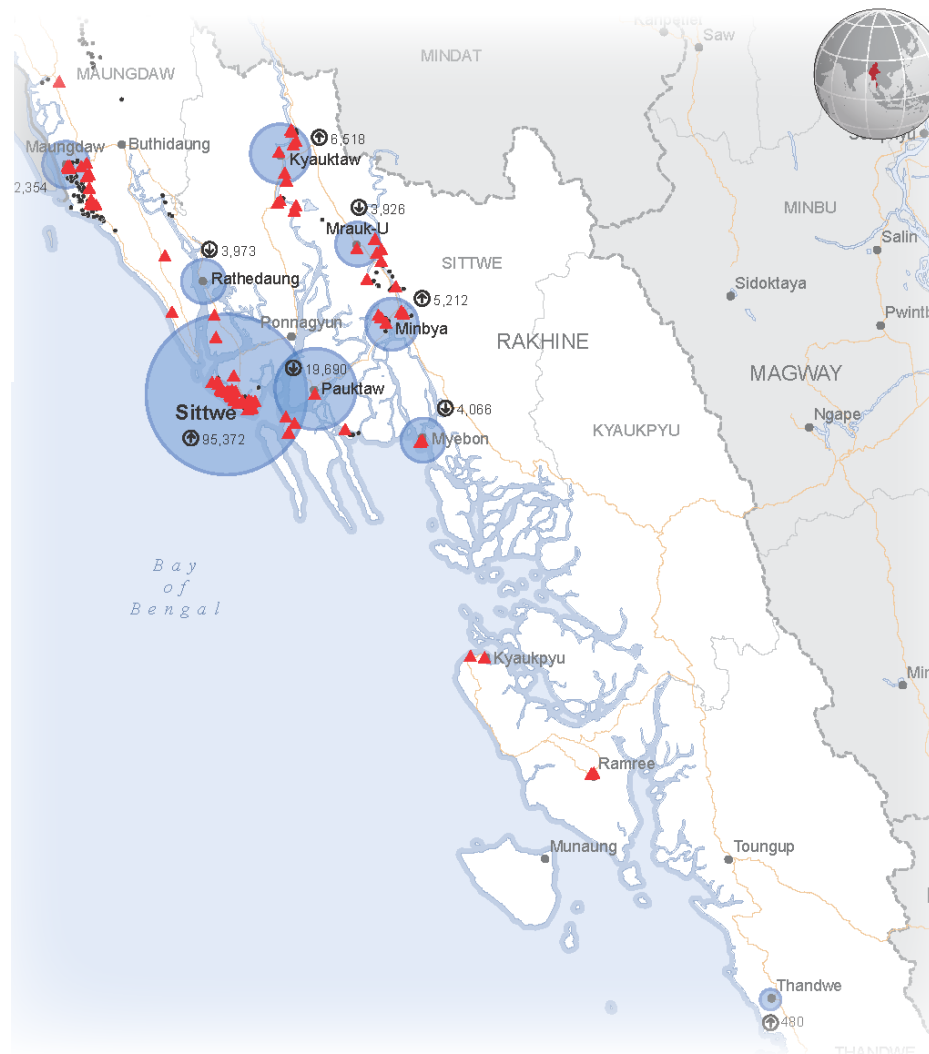 Saw
MINDAT
MAUNGDAW
Buthidaung
Maungdaw
2,354
6,518
Kyauktaw
3,926
Mrauk-U
MINBU
Salin
SITTWE
3,973
Rathedaung
Sidoktaya
5,212
Minbya
Ponnagyun
RAKHINE
Pwintb
19,690
Pauktaw
MAGWAY
Sittwe
95,372
4,066
Myebon
Ngape
KYAUKPYU
Bay
of
Bengal
Kyaukpyu
Min
Ramree
Munaung
Toungup
Thandwe
480
THANDWE